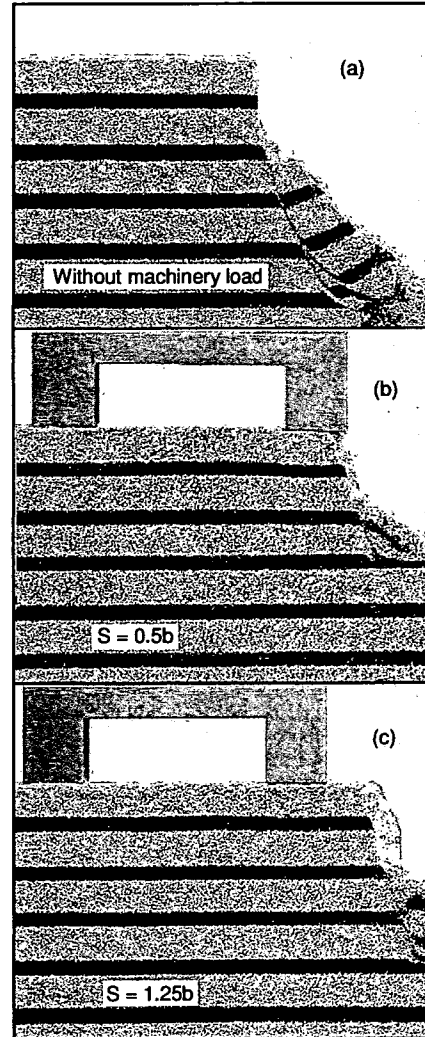 (a)
Without machinery load
(b)
S = 0.5b
(c)
S = 1.25b